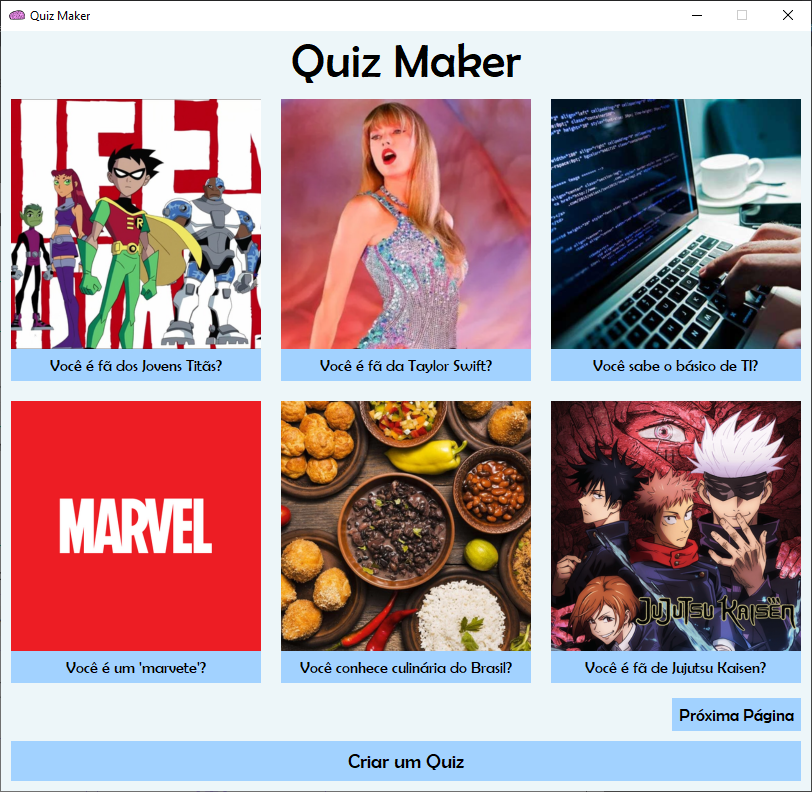 Quiz Maker
Quiz Maker
TEEN
R
Você é fã dos Jovens Titãs?
Você é fã da Taylor Swift?
Você sabe o básico de TI?
MARVEL
JUJUTSU KAISEN
Você é um 'marvete'?
Você conhece culinária do Brasil?
Você é fã de Jujutsu Kaisen?
Próxima Página
Criar um Quiz